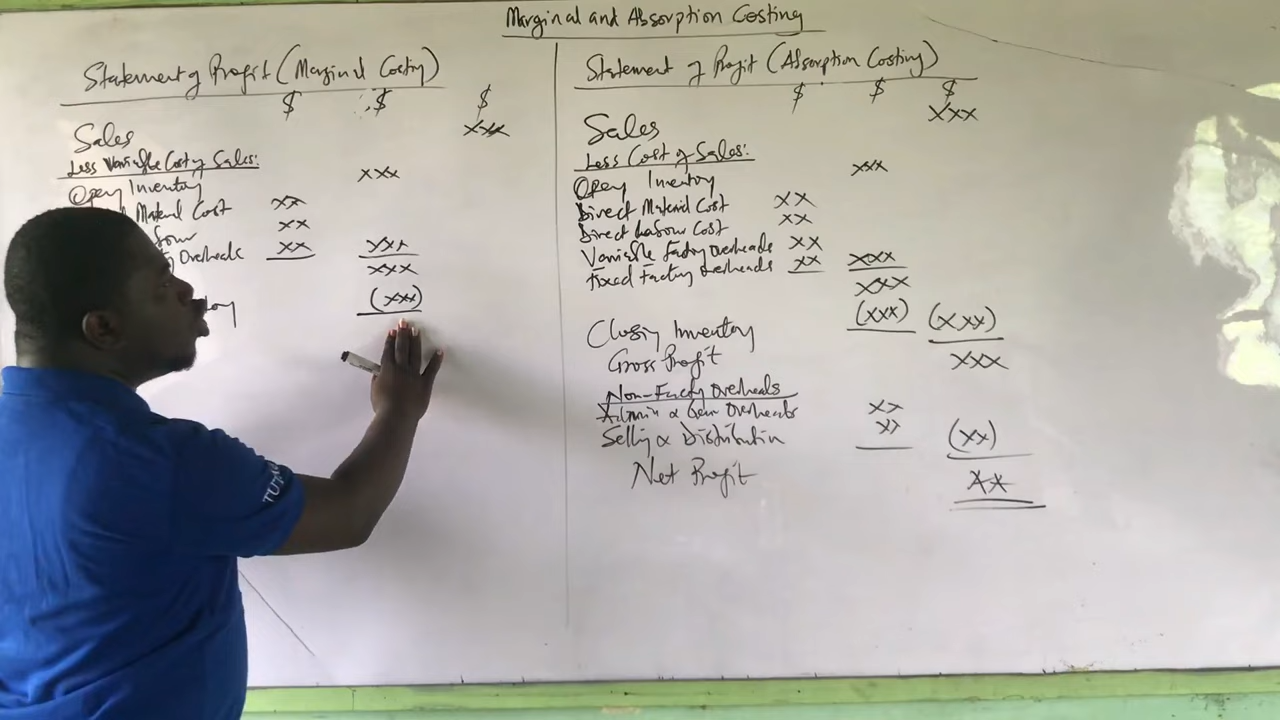 Marginal and Absorption Costing
Statement of Profit (Marginal Costing)
$ $ $
Sales xxx
Less Variable Cost of Sales:
Opening Inventory xxx
Material Cost xx
xx
Overheads xx xxx
xxx
(xxx)
Statement of Profit (Absorption Costing)
$ $ $
Sales xxx
Less Cost of Sales:
Opening Inventory xxx
Direct Material Cost xx
Direct Labour Cost xx
Variable Factory Overheads xx
Fixed Factory Overheads xx xxx
xxx
Closing Inventory (xxx) (xxx)
Gross Profit xxx
Non-Factory Overheads
Admin & Gen Overheads xx
Selling & Distribution xx (xx)
Net Profit xx